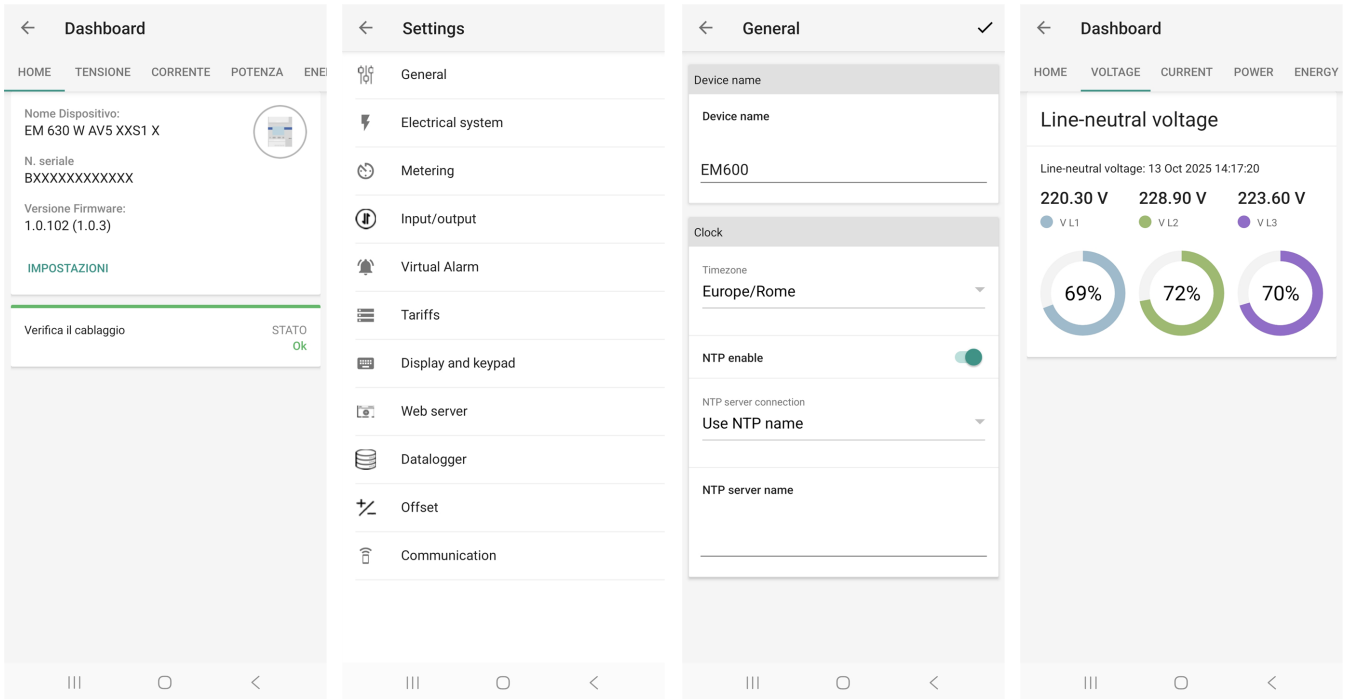 Dashboard
HOME TENSIONE CORRENTE POTENZA ENE
Nome Dispositivo:
EM 630 W AV5 XXS1 X
N. seriale
BXXXXXXXXXXXX
Versione Firmware:
1.0.102 (1.0.3)
IMPOSTAZIONI
Verifica il cablaggio
STATO
Ok
Settings
General
Electrical system
Metering
Input/output
Virtual Alarm
Tariffs
Display and keypad
Web server
Datalogger
Offset
Communication
General
Device name
Device name
EM600
Clock
Timezone
Europe/Rome
NTP enable
NTP server connection
Use NTP name
NTP server name
Dashboard
HOME VOLTAGE CURRENT POWER ENERGY
Line-neutral voltage
Line-neutral voltage: 13 Oct 2025 14:17:20
220.30 V 228.90 V 223.60 V
V L1 V L2 V L3
69% 72% 70%